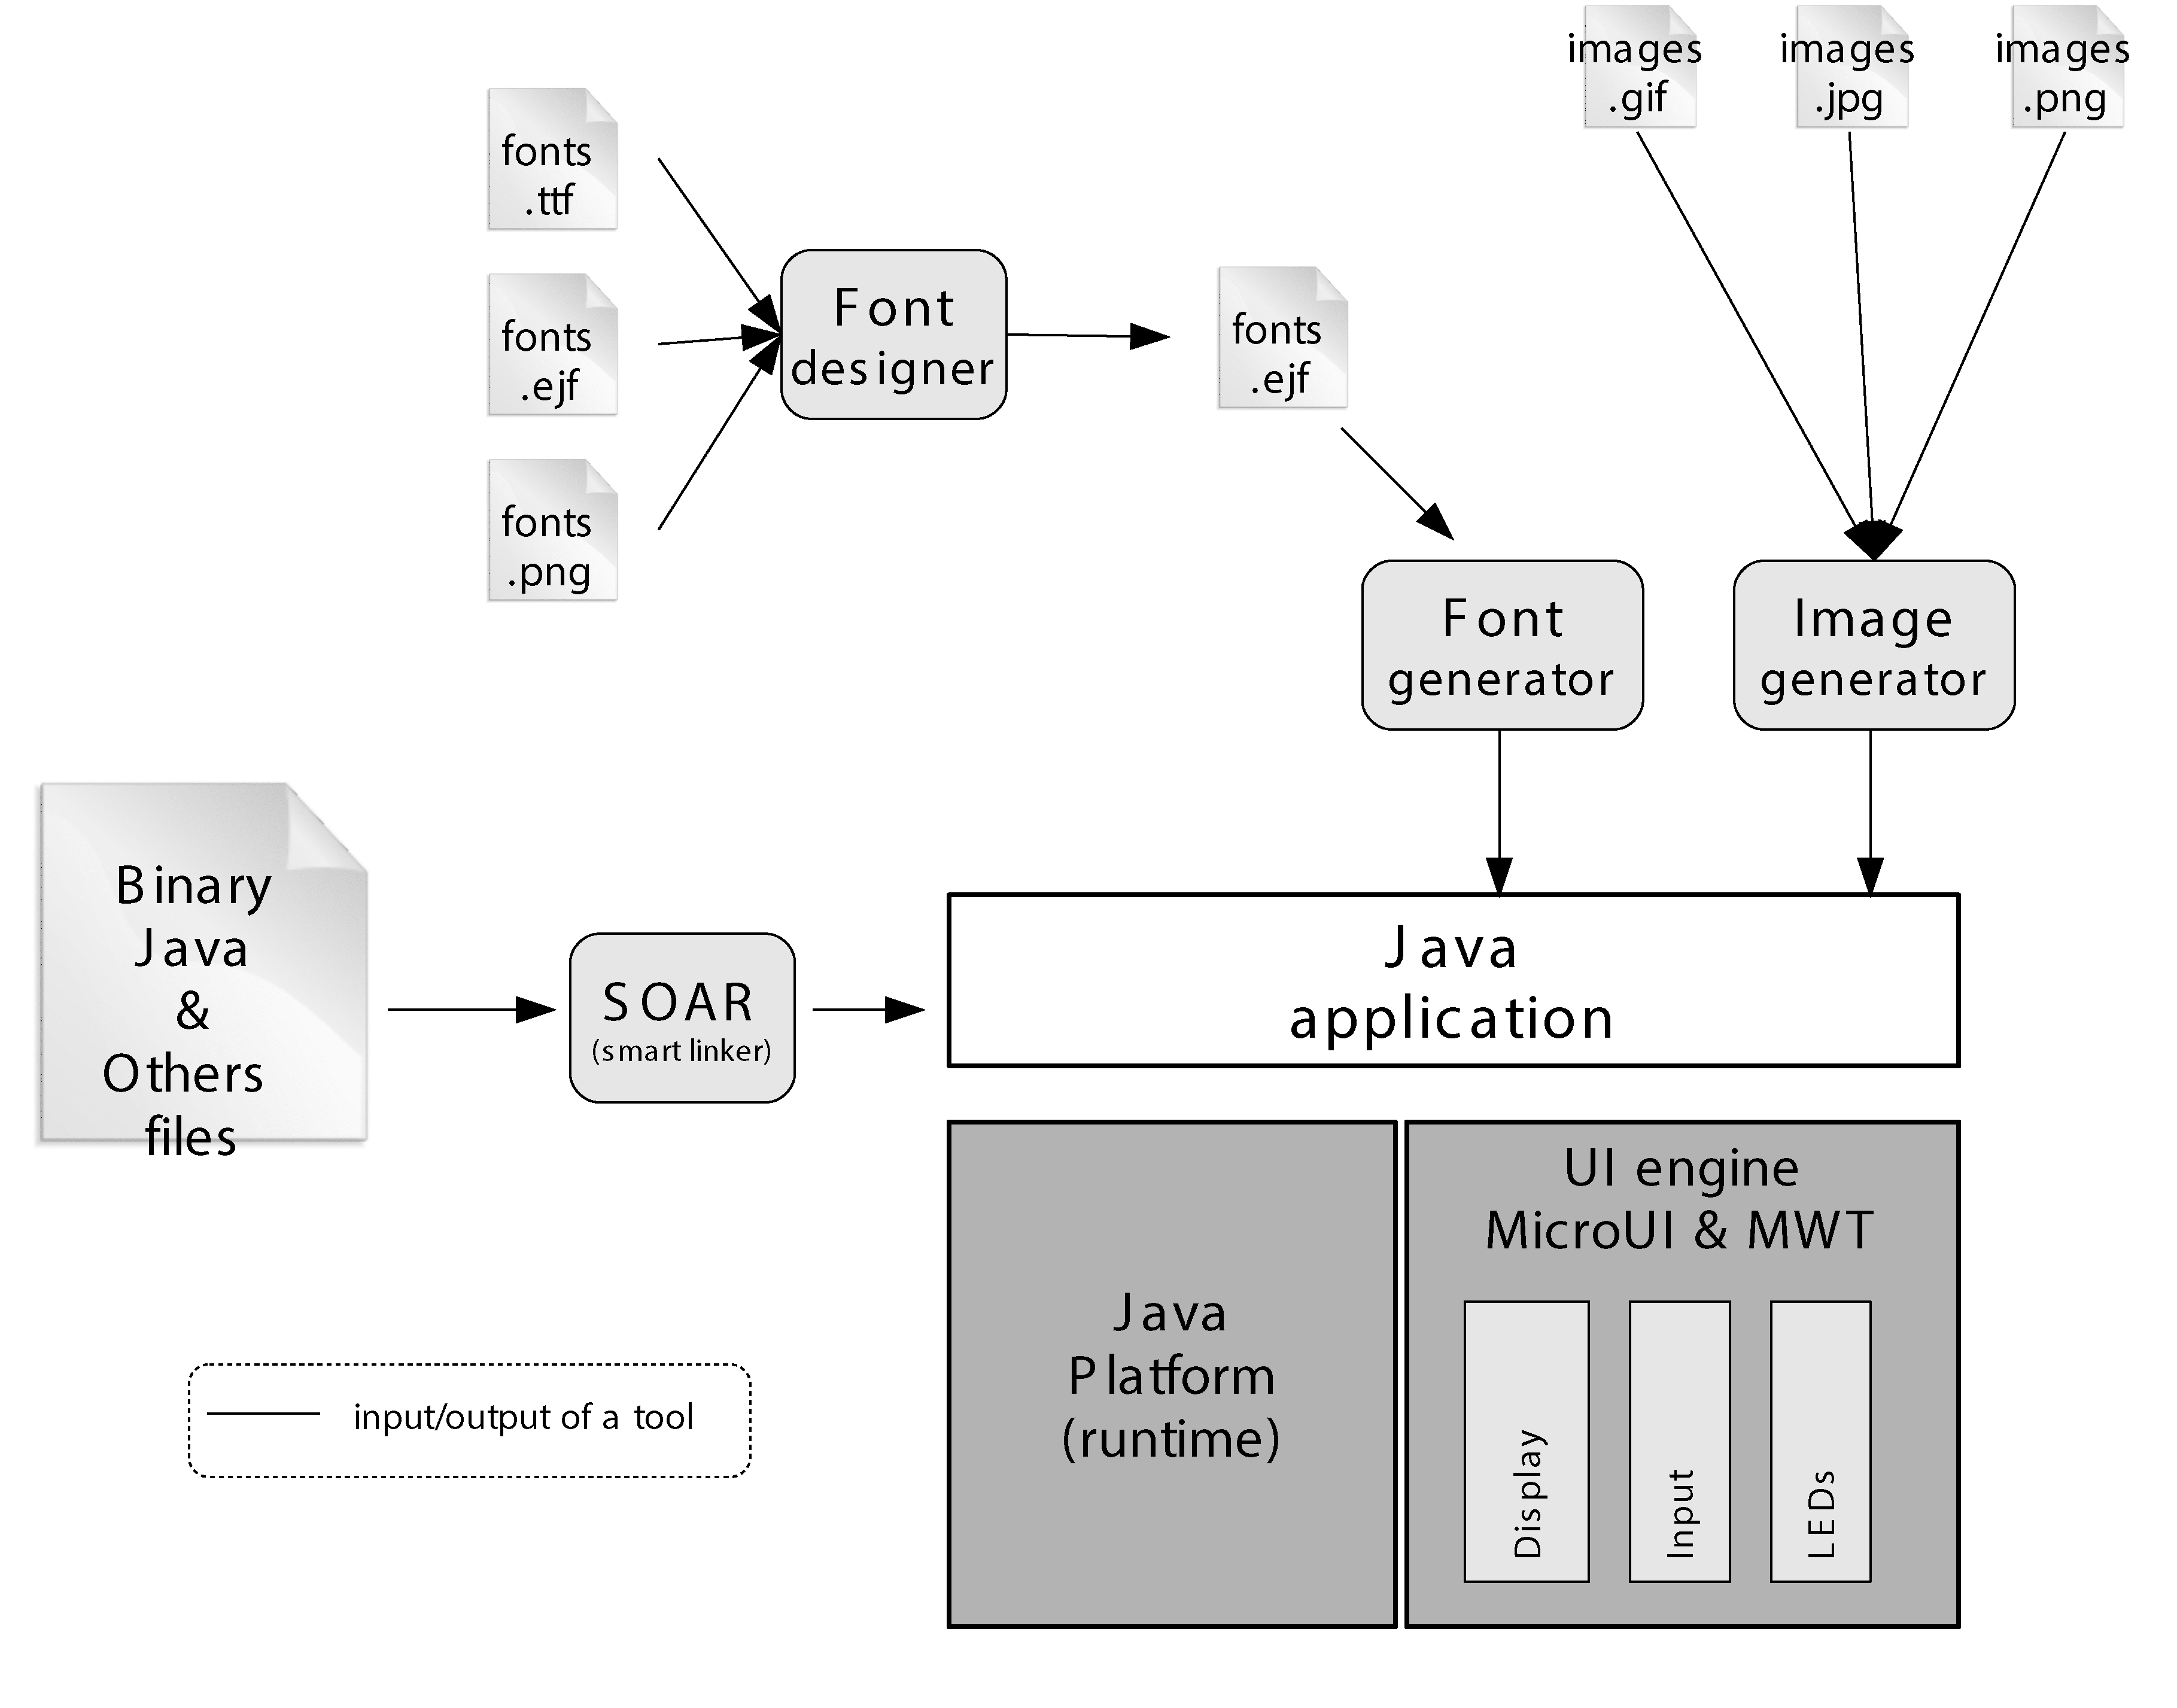 images
.gif
images
.jpg
images
.png
fonts
.ttf
fonts
.ejf
fonts
.png
Font
designer
fonts
.ejf
Font
generator
Image
generator
Binary
Java
&
Others
files
SOAR
(smart linker)
Java
application
Java
Platform
(runtime)
UI engine
MicroUI & MWT
Display
Input
LEDs
input/output of a tool